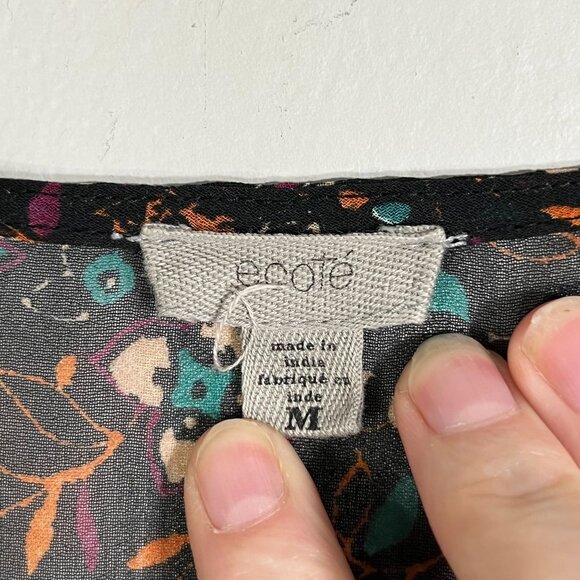 ecoTé
made in
india
fabriqué en
inde
M